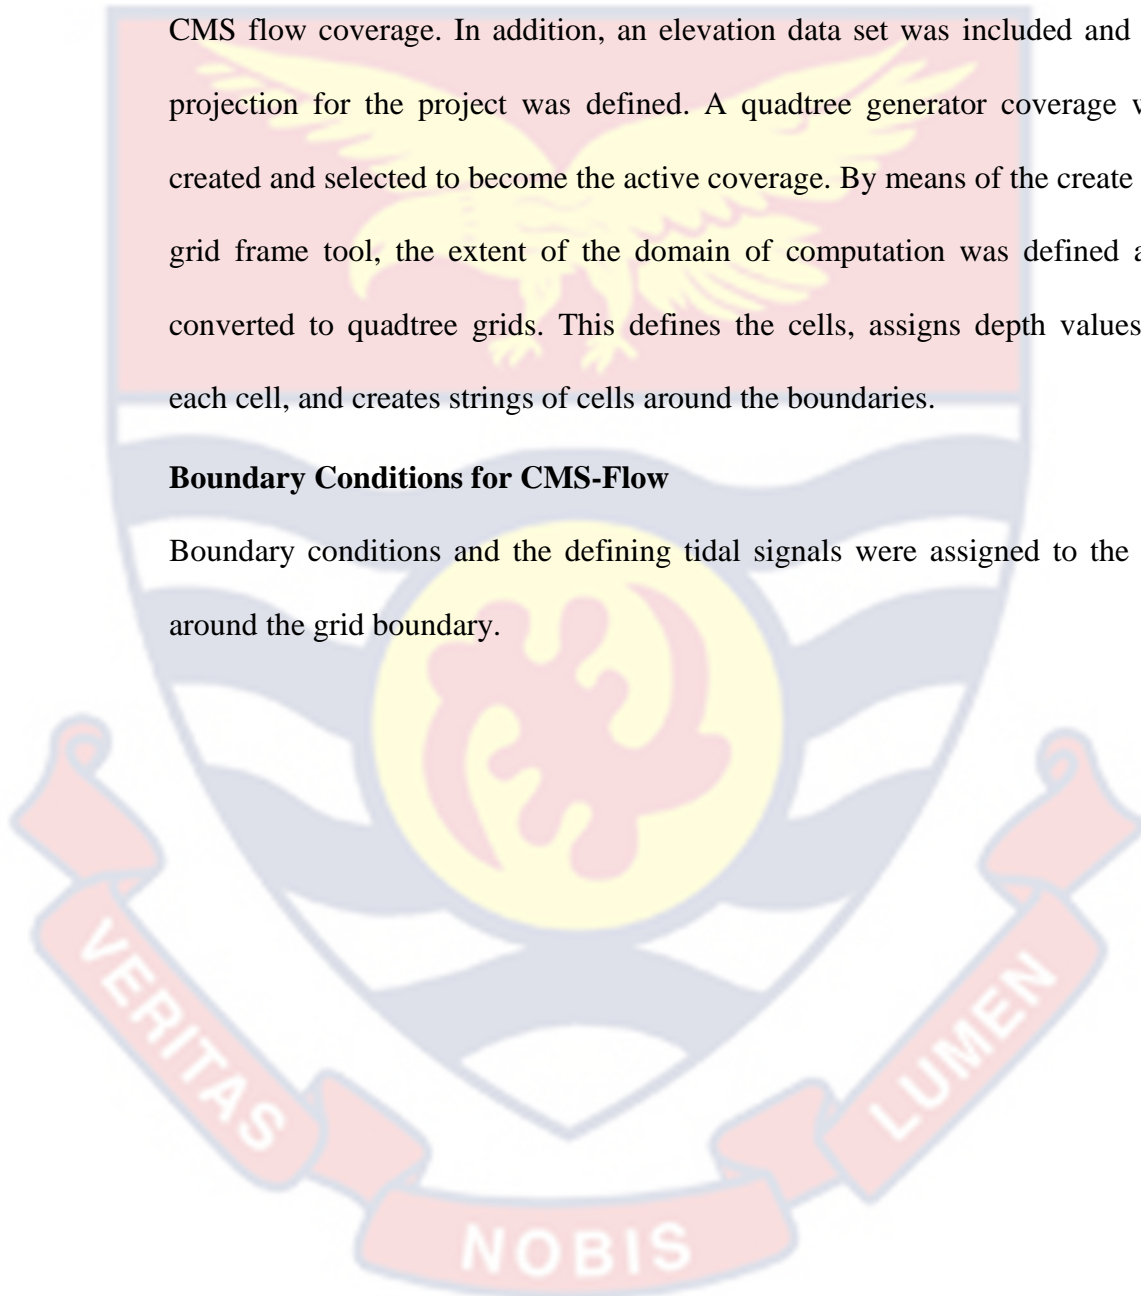 CMS flow coverage. In addition, an elevation data set was included and
projection for the project was defined. A quadtree generator coverage
created and selected to become the active coverage. By means of the create
grid frame tool, the extent of the domain of computation was defined
converted to quadtree grids. This defines the cells, assigns depth values
each cell, and creates strings of cells around the boundaries.
Boundary Conditions for CMS-Flow
Boundary conditions and the defining tidal signals were assigned to the
around the grid boundary.
VERITAS
NOBIS
LUMEN